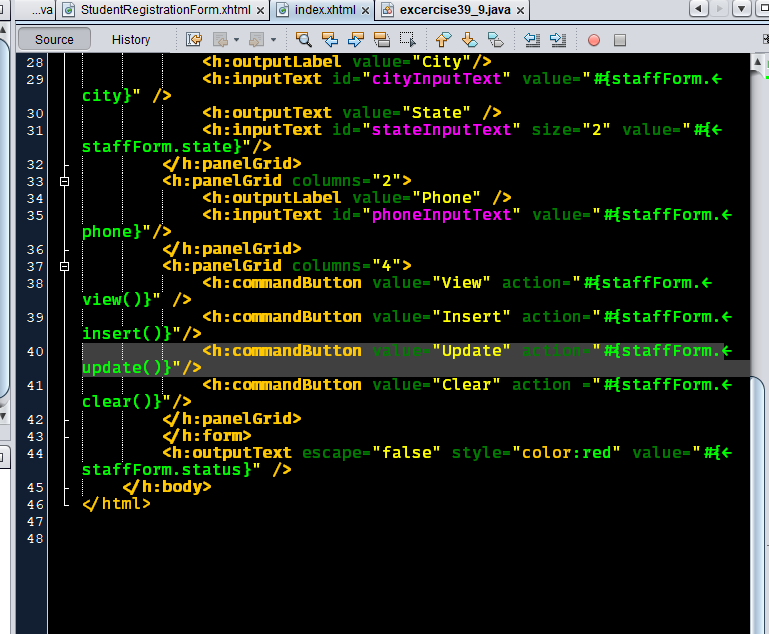 ...va StudentRegistrationForm.xhtml × index.xhtml × excercise39_9.java ×
Source History
28 <h:outputLabel value="City"/>
29 <h:inputText id="cityInputText" value="#{staffForm.←
city}" />
30 <h:outputText value="State" />
31 <h:inputText id="stateInputText" size="2" value="#{←
staffForm.state}"/>
32 </h:panelGrid>
33 <h:panelGrid columns="2">
34 <h:outputLabel value="Phone" />
35 <h:inputText id="phoneInputText" value="#{staffForm.←
phone}"/>
36 </h:panelGrid>
37 <h:panelGrid columns="4">
38 <h:commandButton value="View" action="#{staffForm.←
view()}" />
39 <h:commandButton value="Insert" action="#{staffForm.←
insert()}"/>
40 <h:commandButton value="Update" action="#{staffForm.←
update()}"/>
41 <h:commandButton value="Clear" action ="#{staffForm.←
clear()}"/>
42 </h:panelGrid>
43 </h:form>
44 <h:outputText escape="false" style="color:red" value="#{←
staffForm.status}" />
45 </h:body>
46 </html>
47
48